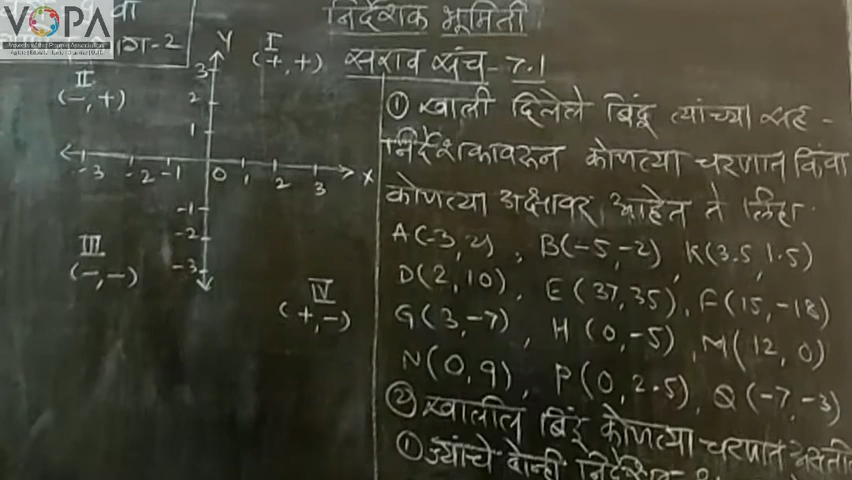 VOPA
वा
भाग-2
निर्देशक भूमिती
सराव संच-7.1
Y
3
2
1
-3 -2 -1 0 1 2 3 X
-1
-2
-3
I
(+,+)
II
(-,+)
III
(-,-)
IV
(+,-)
① खाली दिलेले बिंदू त्यांच्या सह-
निर्देशकावरून कोणत्या चरणात किंवा
कोणत्या अक्षावर आहेत ते लिहा.
A(-3,2), B(-5,-2), K(3.5,1.5)
D(2,10), E(37,35), F(15,-18)
G(3,-7), H(0,-5), M(12,0)
N(0,9), P(0,2.5), Q(-7,-3)
② खालील बिंदू कोणत्या चरणात असतील
① ज्यांचे दोन्ही